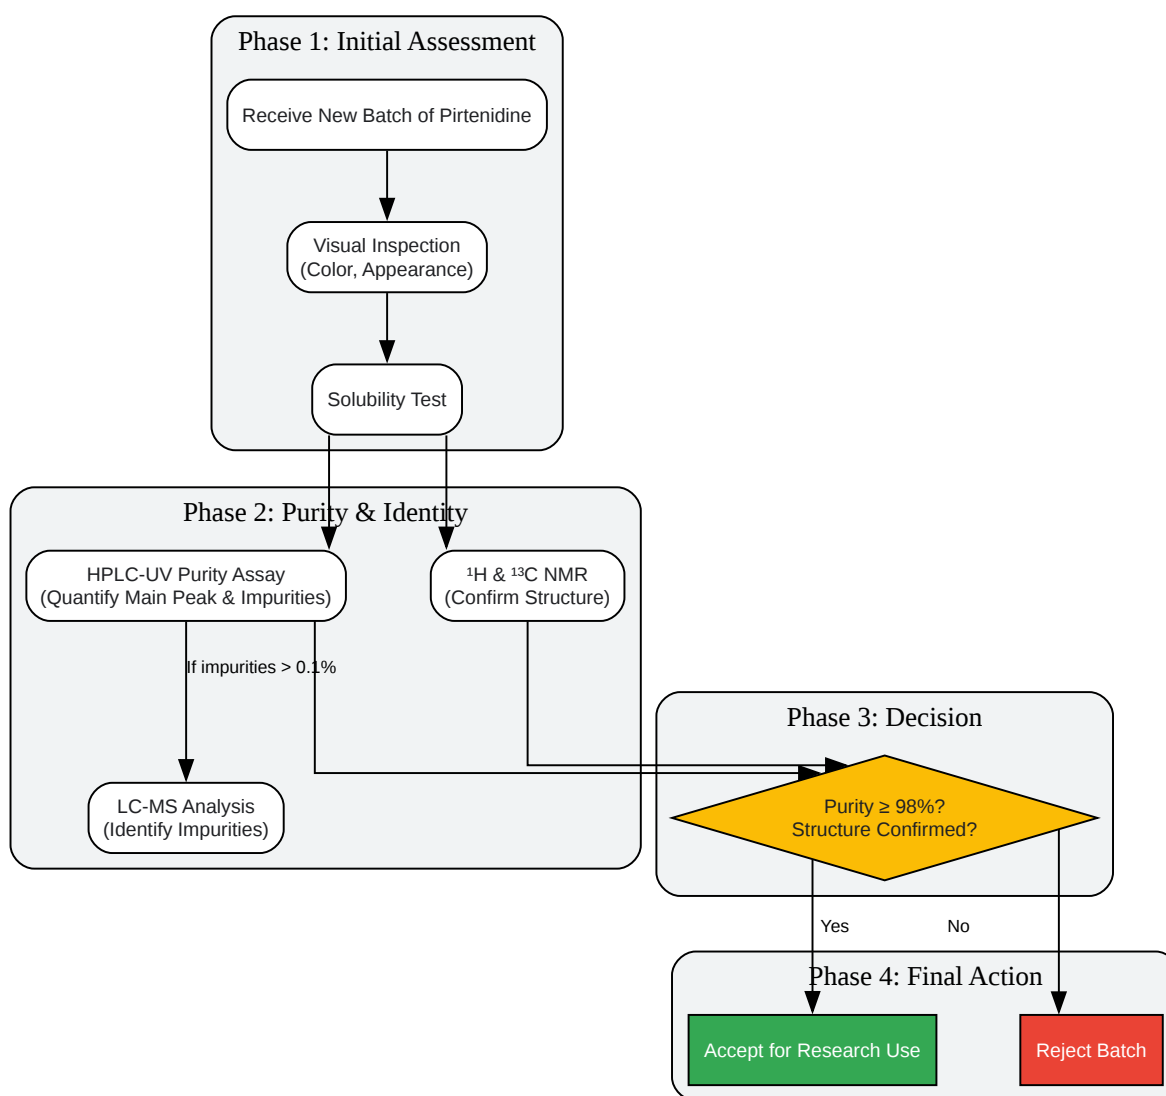 Phase 1: Initial Assessment
Receive New Batch of Pirtenidine
Visual Inspection
(Color, Appearance)
Solubility Test
Phase 2: Purity & Identity
HPLC-UV Purity Assay
(Quantify Main Peak & Impurities)
¹H & ¹³C NMR
(Confirm Structure)
If impurities > 0.1%
LC-MS Analysis
(Identify Impurities)
Phase 3: Decision
Purity ≥ 98%?
Structure Confirmed?
Yes
No
Phase 4: Final Action
Accept for Research Use
Reject Batch